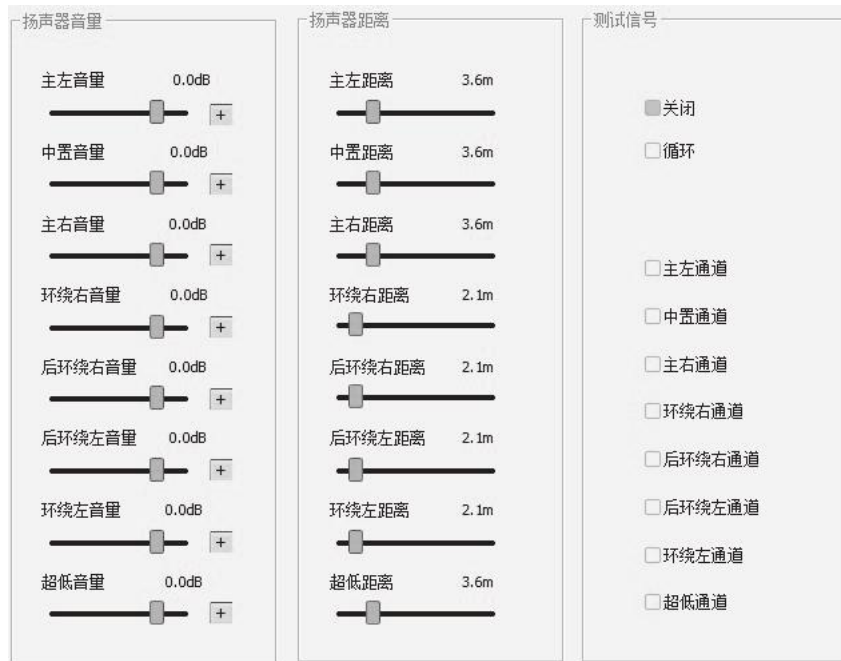 扬声器音量
主左音量 0.0dB
+
中置音量 0.0dB
+
主右音量 0.0dB
+
环绕右音量 0.0dB
+
后环绕右音量 0.0dB
+
后环绕左音量 0.0dB
+
环绕左音量 0.0dB
+
超低音量 0.0dB
+
扬声器距离
主左距离 3.6m
中置距离 3.6m
主右距离 3.6m
环绕右距离 2.1m
后环绕右距离 2.1m
后环绕左距离 2.1m
环绕左距离 2.1m
超低距离 3.6m
测试信号
关闭
循环
主左通道
中置通道
主右通道
环绕右通道
后环绕右通道
后环绕左通道
环绕左通道
超低通道